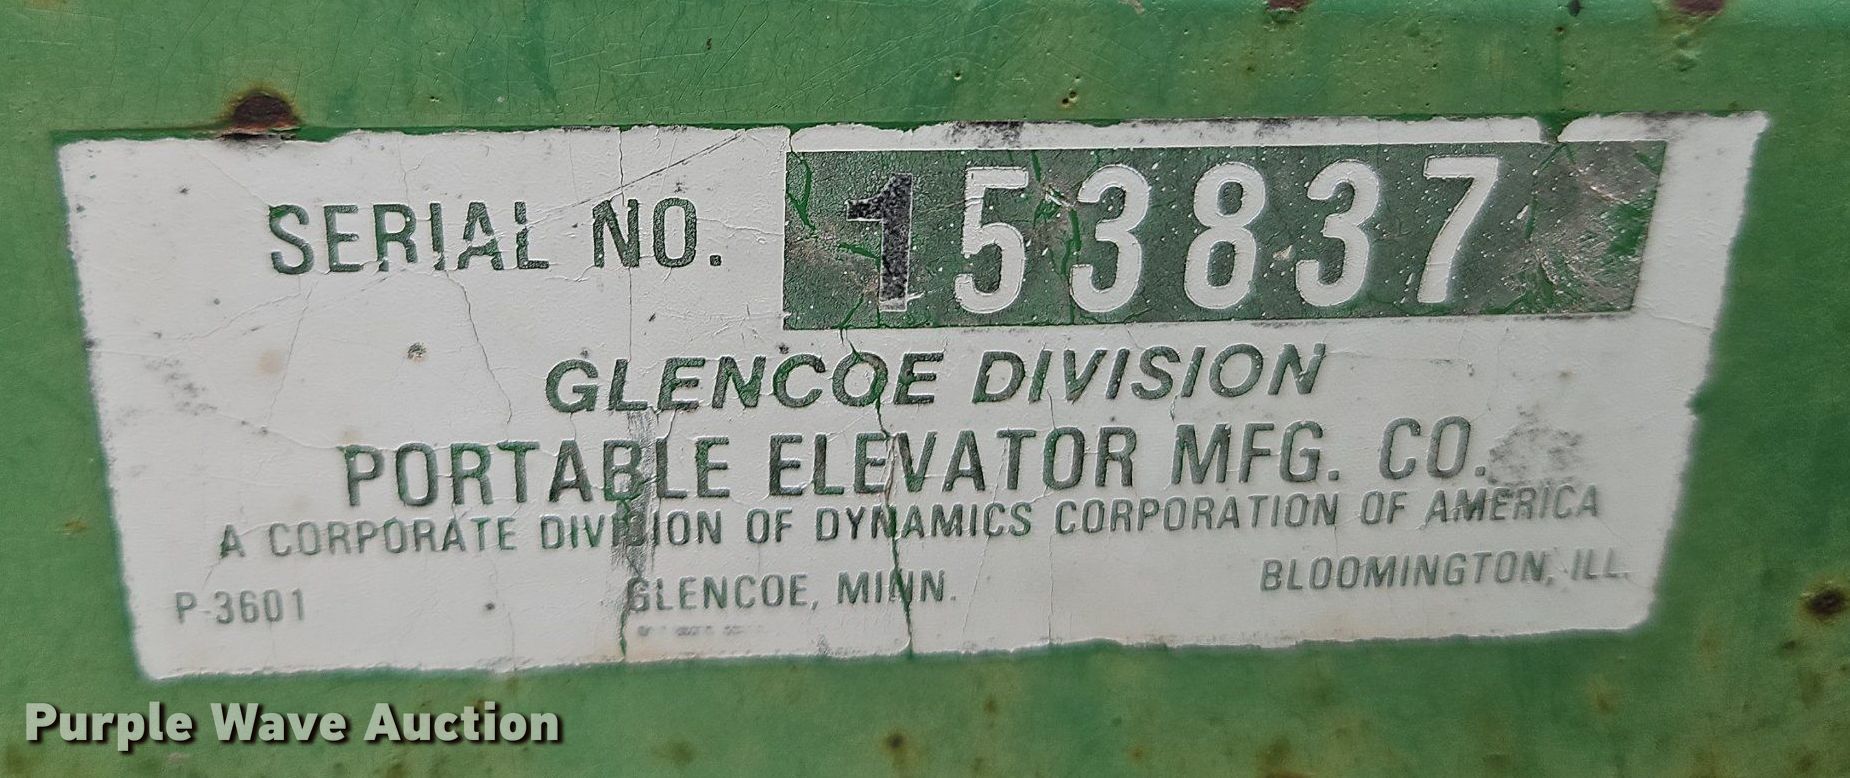 SERIAL NO. 153837
GLENCOE DIVISION
PORTABLE ELEVATOR MFG. CO.
A CORPORATE DIVISION OF DYNAMICS CORPORATION OF AMERICA
P-3601 GLENCOE, MINN. BLOOMINGTON, ILL.
Purple Wave Auction